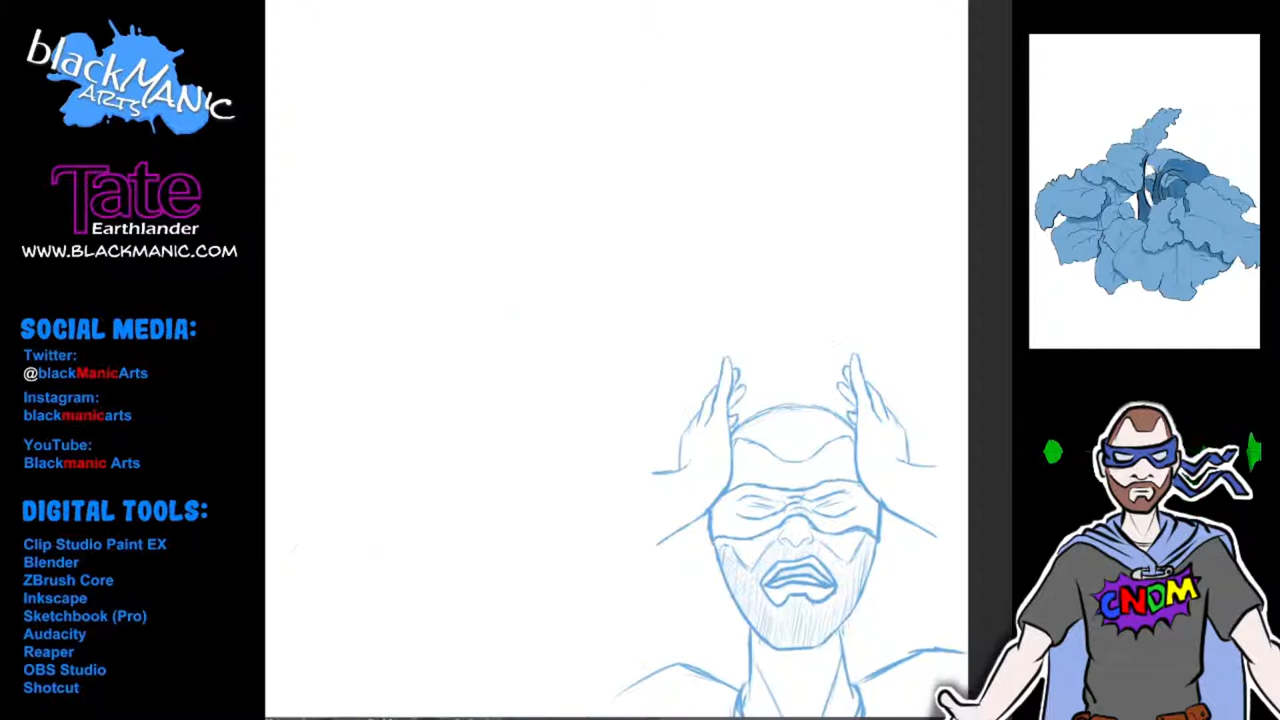 blackMANIC
ARTS
Tate
Earthlander
WWW.BLACKMANIC.COM
SOCIAL MEDIA:
Twitter:
@blackManicArts
Instagram:
blackmanicarts
YouTube:
Blackmanic Arts
DIGITAL TOOLS:
Clip Studio Paint EX
Blender
ZBrush Core
Inkscape
Sketchbook (Pro)
Audacity
Reaper
OBS Studio
Shotcut
CNDM